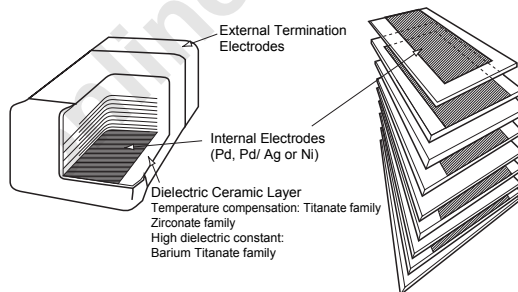 External Termination
Electrodes
Internal Electrodes
(Pd, Pd/ Ag or Ni)
Dielectric Ceramic Layer
Temperature compensation: Titanate family
Zirconate family
High dielectric constant:
Barium Titanate family